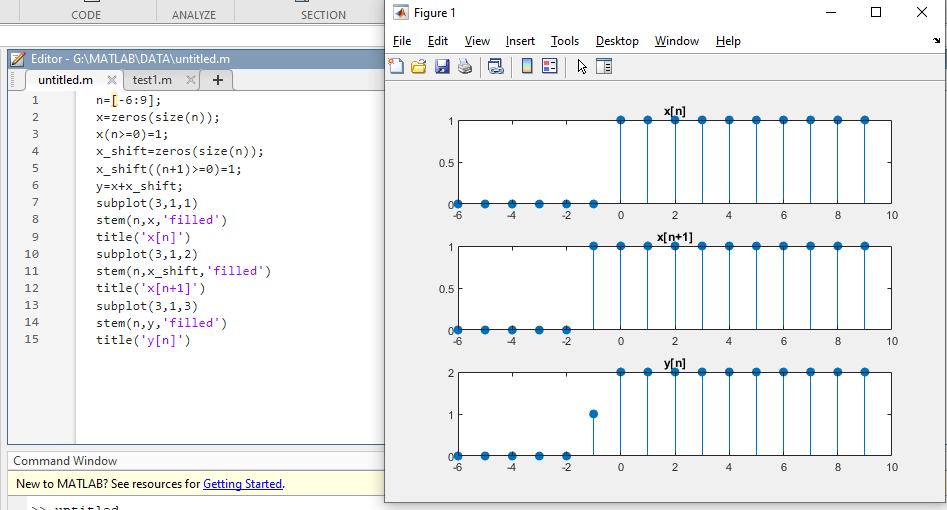 CODE ANALYZE SECTION
Editor - G:\MATLAB\DATA\untitled.m
untitled.m × test1.m × +
1 n=[-6:9];
2 x=zeros(size(n));
3 x(n>=0)=1;
4 x_shift=zeros(size(n));
5 x_shift((n+1)>=0)=1;
6 y=x+x_shift;
7 subplot(3,1,1)
8 stem(n,x,'filled')
9 title('x[n]')
10 subplot(3,1,2)
11 stem(n,x_shift,'filled')
12 title('x[n+1]')
13 subplot(3,1,3)
14 stem(n,y,'filled')
15 title('y[n]')
Command Window
New to MATLAB? See resources for Getting Started.
>> untitled
Figure 1
File Edit View Insert Tools Desktop Window Help
x[n]
1
0.5
0
-6 -4 -2 0 2 4 6 8 10
x[n+1]
1
0.5
0
-6 -4 -2 0 2 4 6 8 10
y[n]
2
1
0
-6 -4 -2 0 2 4 6 8 10